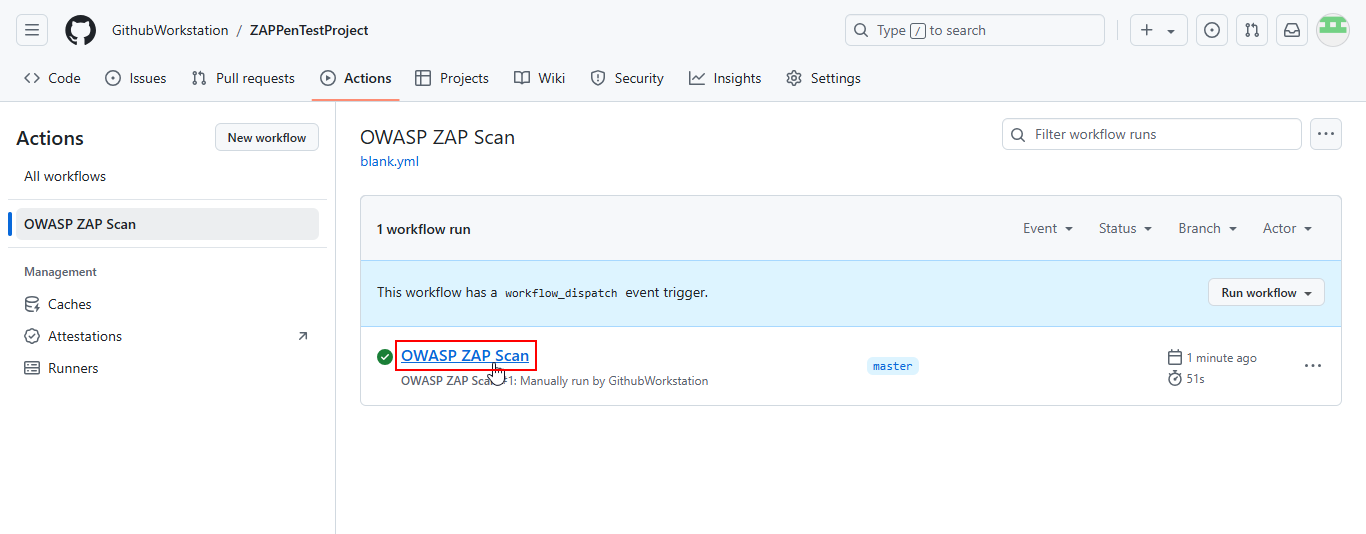 GithubWorkstation / ZAPPenTestProject
Type / to search
Code Issues Pull requests Actions Projects Wiki Security Insights Settings
Actions
New workflow
All workflows
OWASP ZAP Scan
Management
Caches
Attestations
Runners
OWASP ZAP Scan
blank.yml
Filter workflow runs
1 workflow run
Event Status Branch Actor
This workflow has a workflow_dispatch event trigger.
Run workflow
OWASP ZAP Scan
OWASP ZAP Scan #1: Manually run by GithubWorkstation
master
1 minute ago
51s